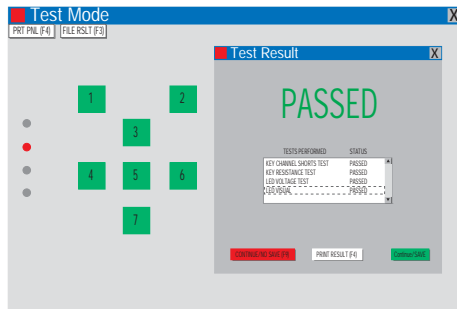 Test Mode X
PRT PNL (F4) FILE RSLT (F3)
Test Result X
PASSED
1 2
3
4 5 6
7
TESTS PERFORMED STATUS
KEY CHANNEL SHORTS TEST PASSED
KEY RESISTANCE TEST PASSED
LED VOLTAGE TEST PASSED
LED VISUAL PASSED
CONTINUE/NO SAVE (F9) PRINT RESULT (F4) Continue/SAVE